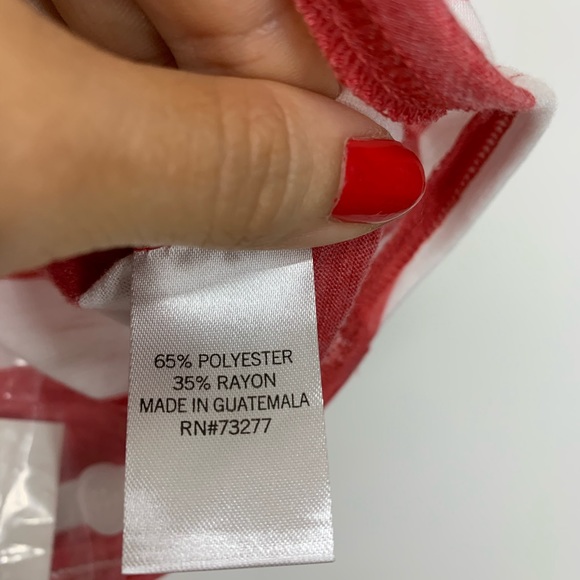 65% POLYESTER
35% RAYON
MADE IN GUATEMALA
RN#73277